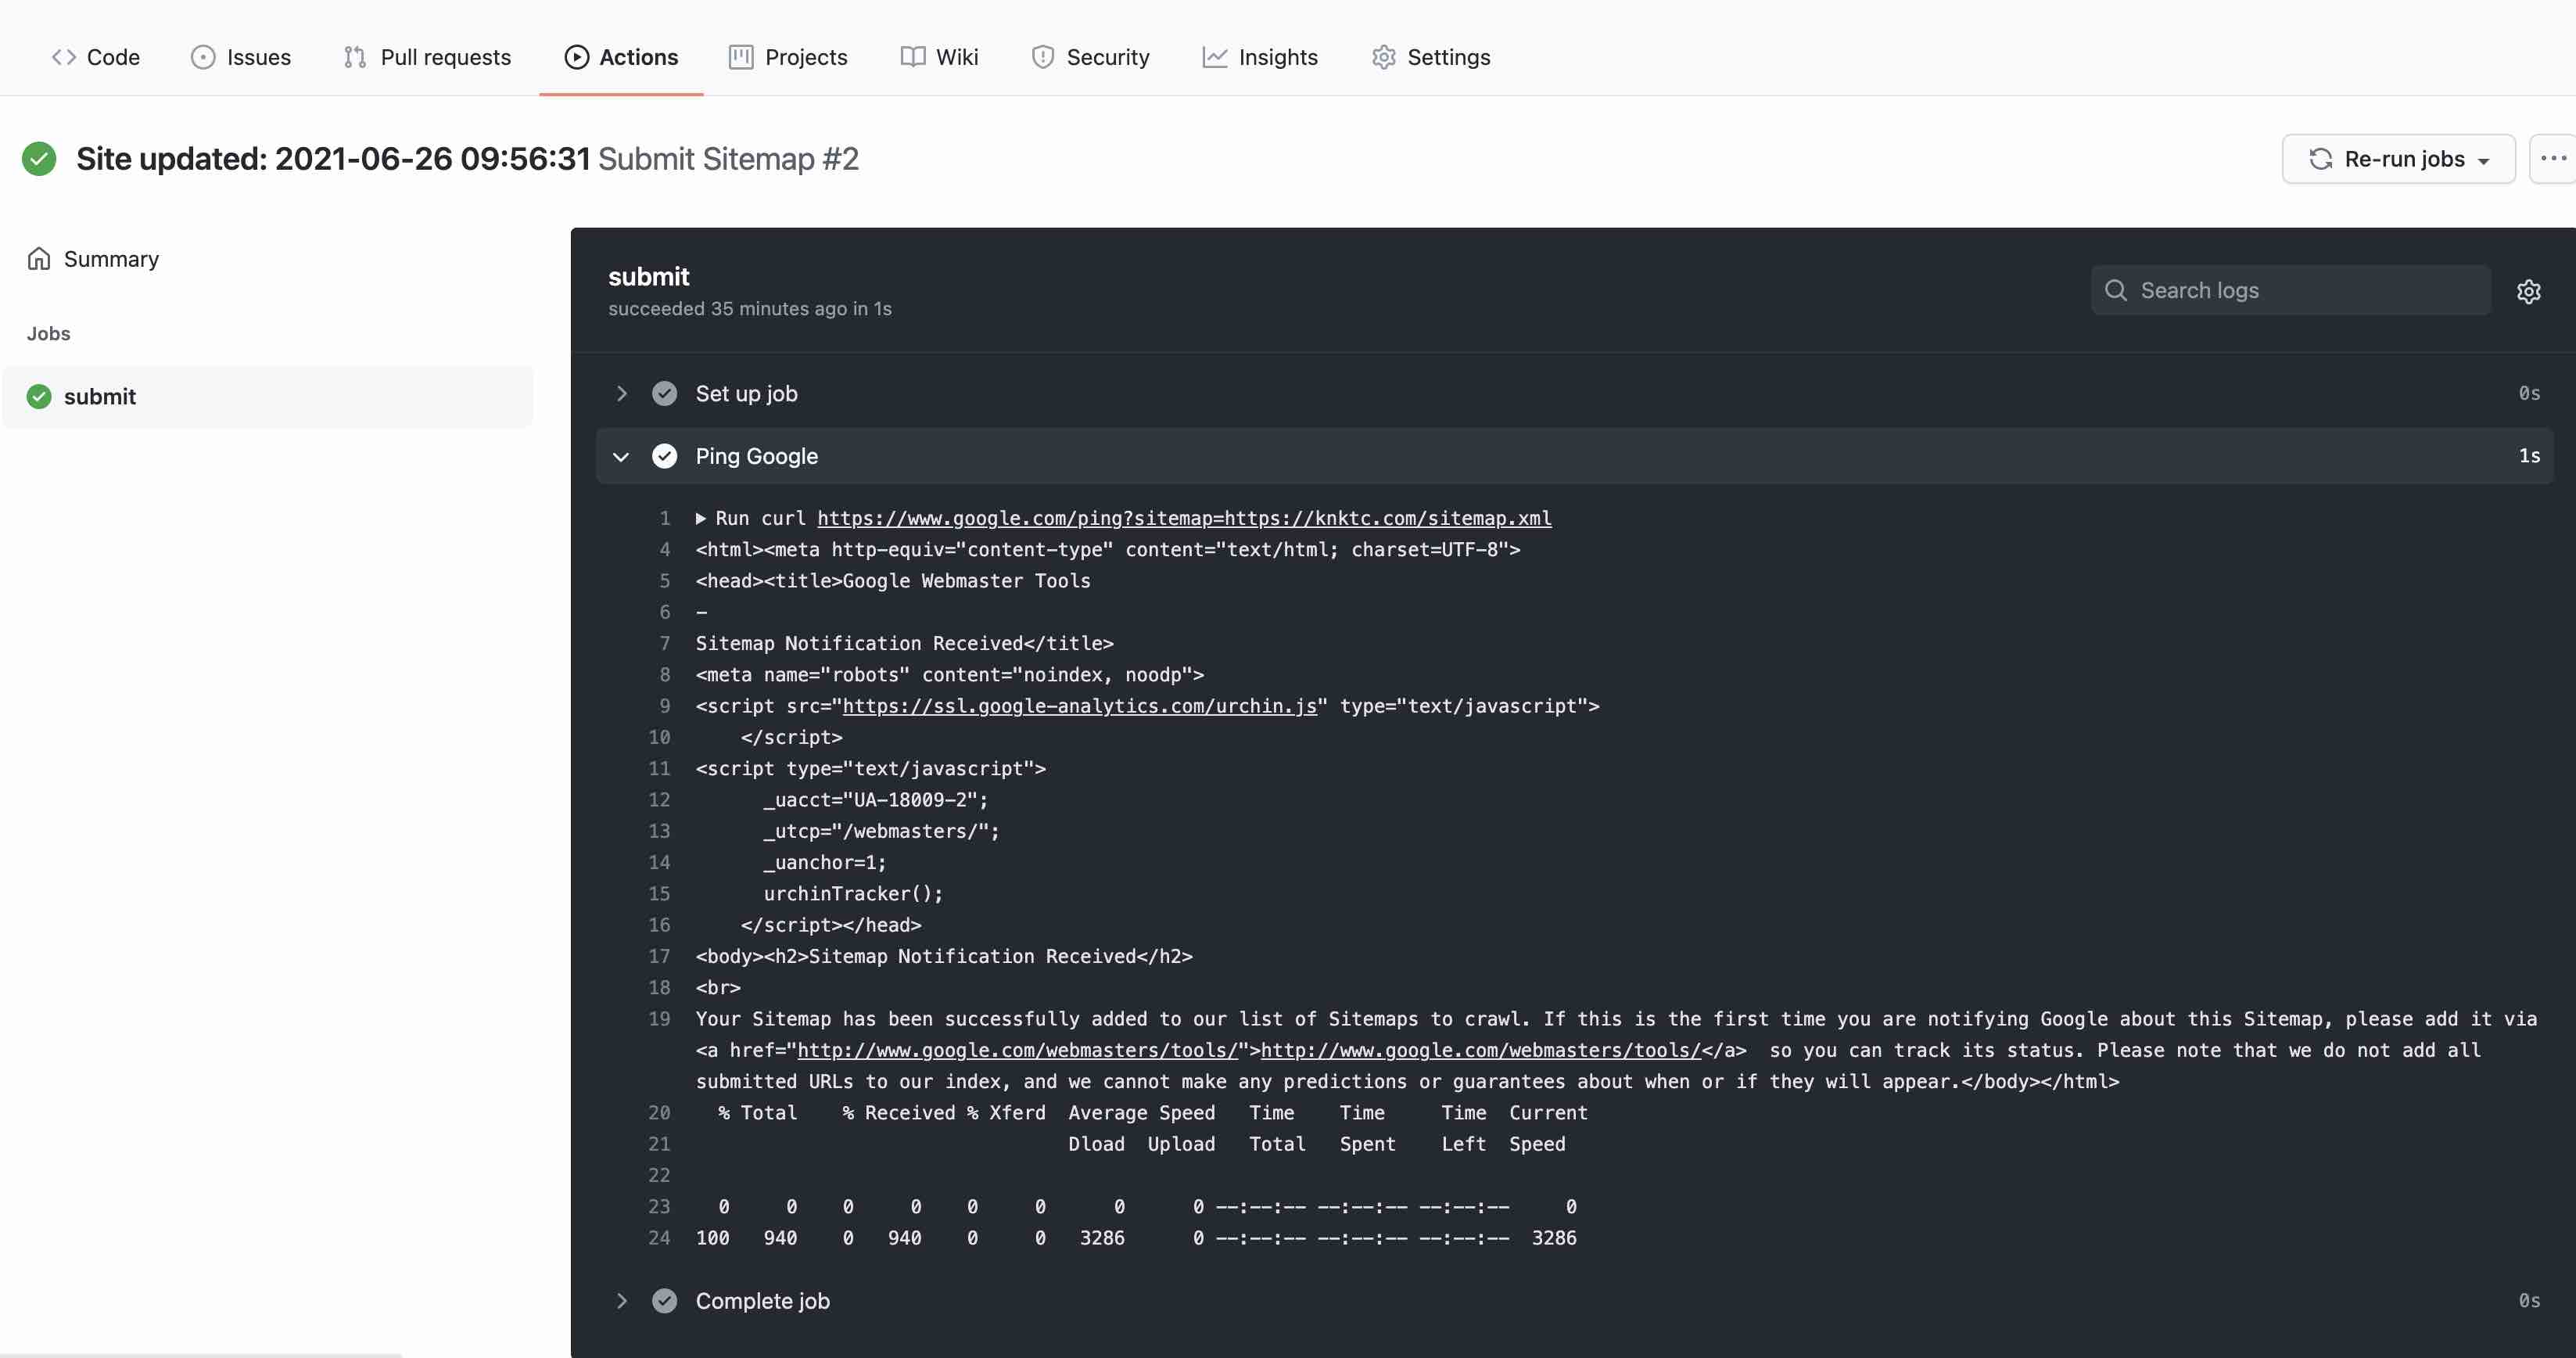 Code Issues Pull requests Actions Projects Wiki Security Insights Settings
Site updated: 2021-06-26 09:56:31 Submit Sitemap #2
Re-run jobs
Summary
Jobs
submit
submit
succeeded 35 minutes ago in 1s
Search logs
Set up job 0s
Ping Google 1s
1 ▶ Run curl https://www.google.com/ping?sitemap=https://knktc.com/sitemap.xml
4 <html><meta http-equiv="content-type" content="text/html; charset=UTF-8">
5 <head><title>Google Webmaster Tools
6 -
7 Sitemap Notification Received</title>
8 <meta name="robots" content="noindex, noodp">
9 <script src="https://ssl.google-analytics.com/urchin.js" type="text/javascript">
10     </script>
11 <script type="text/javascript">
12       _uacct="UA-18009-2";
13       _utcp="/webmasters/";
14       _uanchor=1;
15       urchinTracker();
16     </script></head>
17 <body><h2>Sitemap Notification Received</h2>
18 <br>
19 Your Sitemap has been successfully added to our list of Sitemaps to crawl. If this is the first time you are notifying Google about this Sitemap, please add it via
<a href="http://www.google.com/webmasters/tools/">http://www.google.com/webmasters/tools/</a>  so you can track its status. Please note that we do not add all
submitted URLs to our index, and we cannot make any predictions or guarantees about when or if they will appear.</body></html>
20   % Total    % Received % Xferd  Average Speed   Time    Time     Time  Current
21                                  Dload  Upload   Total   Spent    Left  Speed
22
23   0     0    0     0    0     0      0      0 --:--:-- --:--:-- --:--:--     0
24 100   940    0   940    0     0   3286      0 --:--:-- --:--:-- --:--:--  3286
Complete job 0s